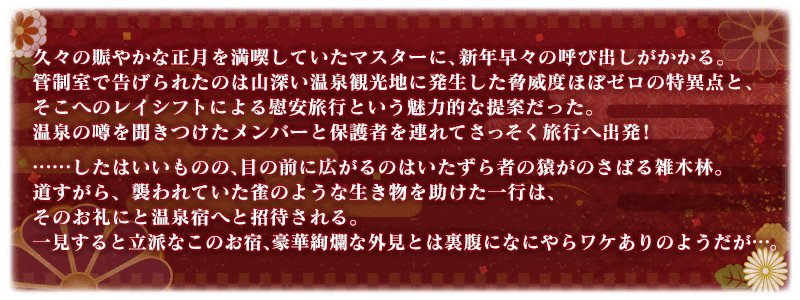 久々の賑やかな正月を満喫していたマスターに、新年早々の呼び出しがかかる。
管制室で告げられたのは山深い温泉観光地に発生した脅威度ほぼゼロの特異点と、
そこへのレイシフトによる慰安旅行という魅力的な提案だった。
温泉の噂を聞きつけたメンバーと保護者を連れてさっそく旅行へ出発！
……したはいいものの、目の前に広がるのはいたずら者の猿がのさばる雑木林。
道すがら、襲われていた雀のような生き物を助けた一行は、
そのお礼にと温泉宿へと招待される。
一見すると立派なこのお宿、豪華絢爛な外見とは裏腹になにやらワケありのようだが…。